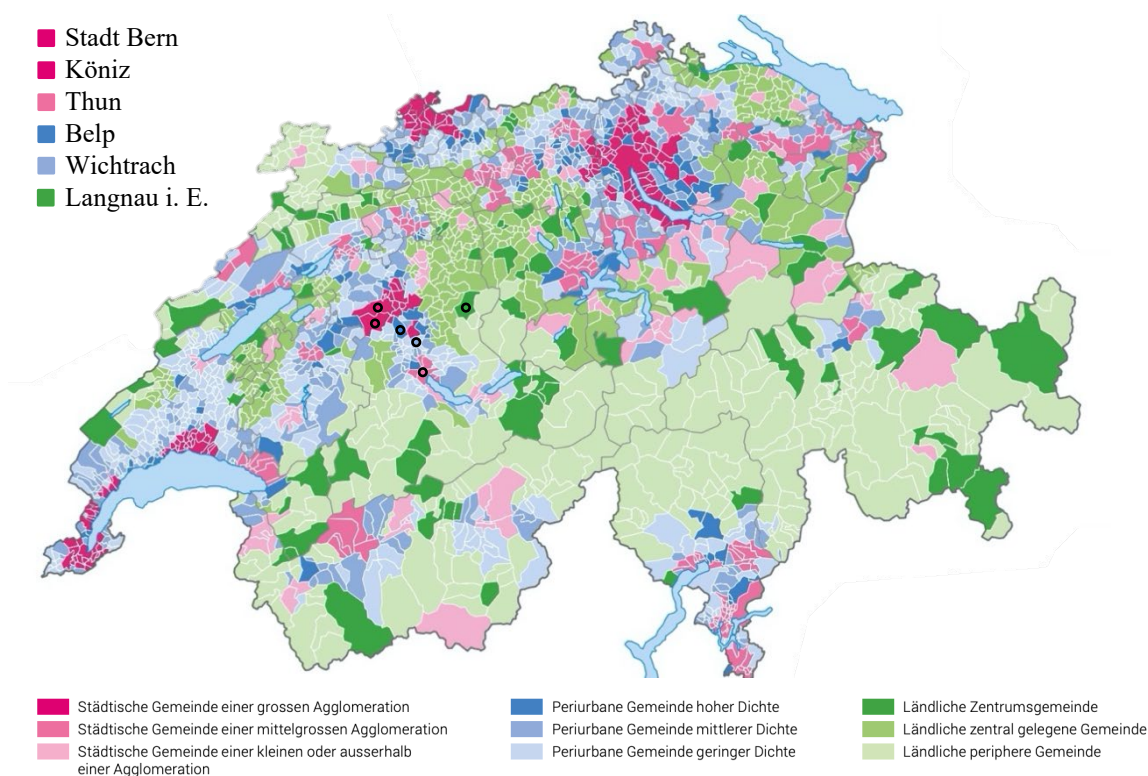 Stadt Bern
Köniz
Thun
Belp
Wichtrach
Langnau i. E.
Städtische Gemeinde einer grossen Agglomeration
Städtische Gemeinde einer mittelgrossen Agglomeration
Städtische Gemeinde einer kleinen oder ausserhalb
einer Agglomeration
Periurbane Gemeinde hoher Dichte
Periurbane Gemeinde mittlerer Dichte
Periurbane Gemeinde geringer Dichte
Ländliche Zentrumsgemeinde
Ländliche zentral gelegene Gemeinde
Ländliche periphere Gemeinde